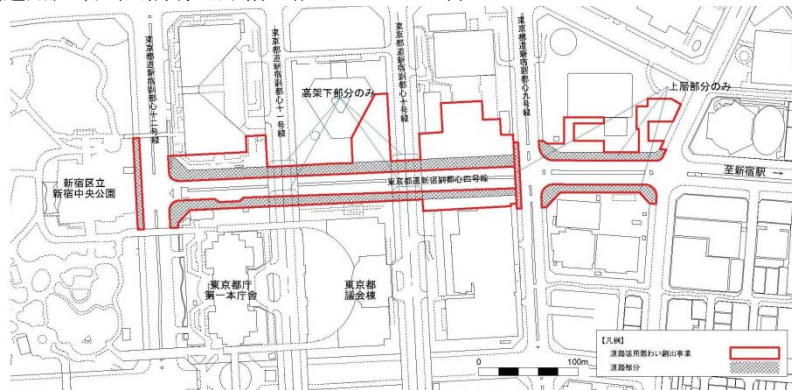 東京都道新宿副都心十二号線
東京都道新宿副都心十一号線
東京都道新宿副都心十号線
東京都道新宿副都心九号線
高架下部分のみ
上層部分のみ
新宿区立
新宿中央公園
東京都道新宿副都心四号線
至新宿駅 →
東京都庁
第一本庁舎
東京都
議会棟
【凡例】
道路活用賑わい創出事業
道路部分
0 100m